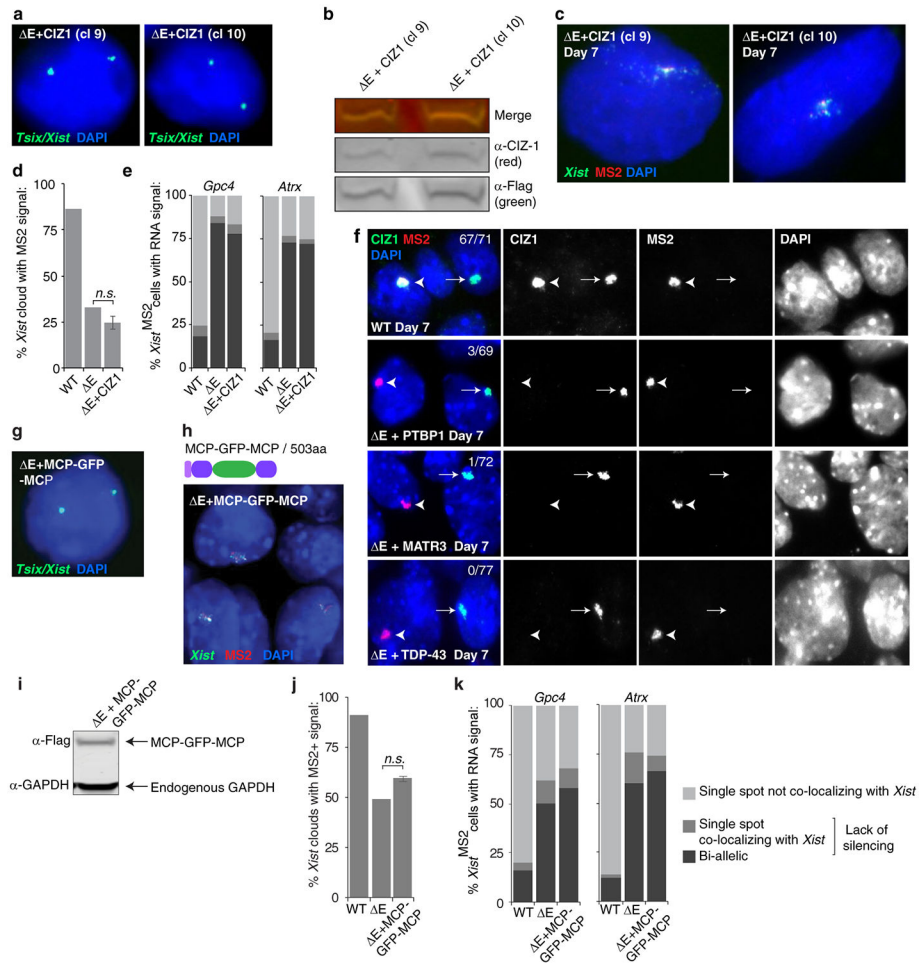 a
ΔE+CIZ1 (cl 9)
ΔE+CIZ1 (cl 10)
Tsix/Xist DAPI
Tsix/Xist DAPI
b
ΔE + CIZ1 (cl 9)
ΔE + CIZ1 (cl 10)
Merge
α-CIZ-1
(red)
α-Flag
(green)
c
ΔE+CIZ1 (cl 9)
Day 7
ΔE+CIZ1 (cl 10)
Day 7
Xist MS2 DAPI
d
% Xist cloud with MS2 signal:
100
75
50
25
0
n.s.
WT
ΔE
ΔE+CIZ1
e
Gpc4
Atrx
% Xist MS2 cells with RNA signal:
100
75
50
25
0
WT
ΔE
ΔE+CIZ1
WT
ΔE
ΔE+CIZ1
f
CIZ1 MS2
DAPI
67/71
CIZ1
MS2
DAPI
WT Day 7
3/69
ΔE + PTBP1 Day 7
1/72
ΔE + MATR3 Day 7
0/77
ΔE + TDP-43 Day 7
g
ΔE+MCP-GFP
-MCP
Tsix/Xist DAPI
h
MCP-GFP-MCP / 503aa
ΔE+MCP-GFP-MCP
Xist MS2 DAPI
i
ΔE + MCP-
GFP-MCP
α-Flag
MCP-GFP-MCP
α-GAPDH
Endogenous GAPDH
j
% Xist clouds with MS2+ signal:
100
75
50
25
0
n.s.
WT
ΔE
ΔE+MCP-
GFP-MCP
k
Gpc4
Atrx
% Xist MS2 cells with RNA signal:
100
75
50
25
0
WT
ΔE
ΔE+MCP-
GFP-MCP
WT
ΔE
ΔE+MCP-
GFP-MCP
Single spot not co-localizing with Xist
Single spot
co-localizing with Xist
Bi-allelic
Lack of
silencing